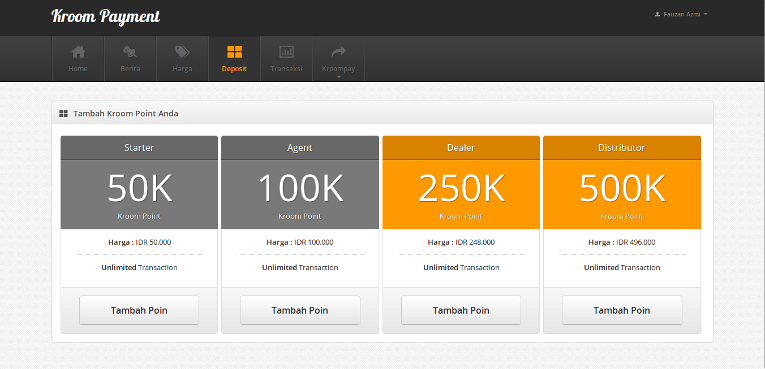 Kroom Payment
Fauzan Azmi
Home
Berita
Harga
Deposit
Transaksi
Kroompay
Tambah Kroom Point Anda
Starter
50K
Kroom Point
Harga : IDR 50.000
Unlimited Transaction
Tambah Poin
Agent
100K
Kroom Point
Harga : IDR 100.000
Unlimited Transaction
Tambah Poin
Dealer
250K
Kroom Point
Harga : IDR 248.000
Unlimited Transaction
Tambah Poin
Distributor
500K
Kroom Point
Harga : IDR 496.000
Unlimited Transaction
Tambah Poin